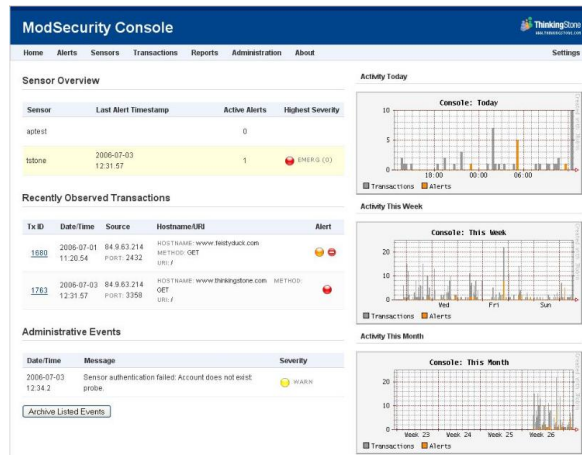 ModSecurity Console
ThinkingStone
Home Alerts Sensors Transactions Reports Administration About Settings
Sensor Overview
Sensor Last Alert Timestamp Active Alerts Highest Severity
aptest 0
tstone 2006-07-03 12:31.57 1 EMERG (0)
Recently Observed Transactions
Tx ID Date/Time Source Hostname/URI Alert
1680 2006-07-01 11:20.54 84.9.63.214 PORT: 2432 HOSTNAME: www.feistyduck.com METHOD: GET URI: /
1763 2006-07-03 12:31.57 84.9.63.214 PORT: 3358 HOSTNAME: www.thinkingstone.com METHOD: GET URI: /
Administrative Events
Date/Time Message Severity
2006-07-03 12:34.2 Sensor authentication failed: Account does not exist: probe. WARN
Archive Listed Events
Activity Today
Console: Today
10
5
0
18:00 00:00 06:00
Transactions Alerts
Activity This Week
Console: This Week
20
10
0
Wed Fri Sun
Transactions Alerts
Activity This Month
Console: This Month
20
10
0
Week 23 Week 24 Week 25 Week 26
Transactions Alerts